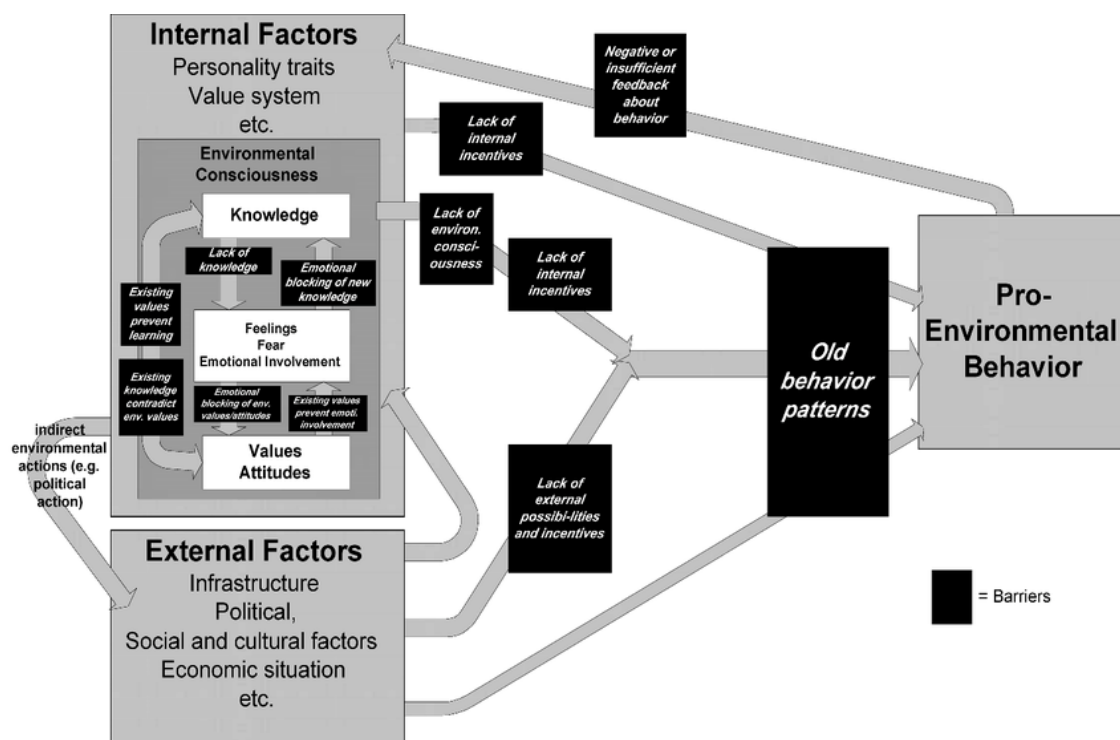 Internal Factors
Personality traits
Value system
etc.
Environmental
Consciousness
Knowledge
Lack of
knowledge
Emotional
blocking of new
knowledge
Existing
values
prevent
learning
Feelings
Fear
Emotional Involvement
Existing
knowledge
contradict
env. values
Emotional
blocking of env.
values/attitudes
Existing values
prevent emoti.
involvement
Values
Attitudes
indirect
environmental
actions (e.g.
political
action)
External Factors
Infrastructure
Political,
Social and cultural factors
Economic situation
etc.
Negative or
insufficient
feedback
about
behavior
Lack of
internal
incentives
Lack of
environ.
consci-
ousness
Lack of
internal
incentives
Lack of
external
possibi-lities
and incentives
Old
behavior
patterns
Pro-
Environmental
Behavior
= Barriers